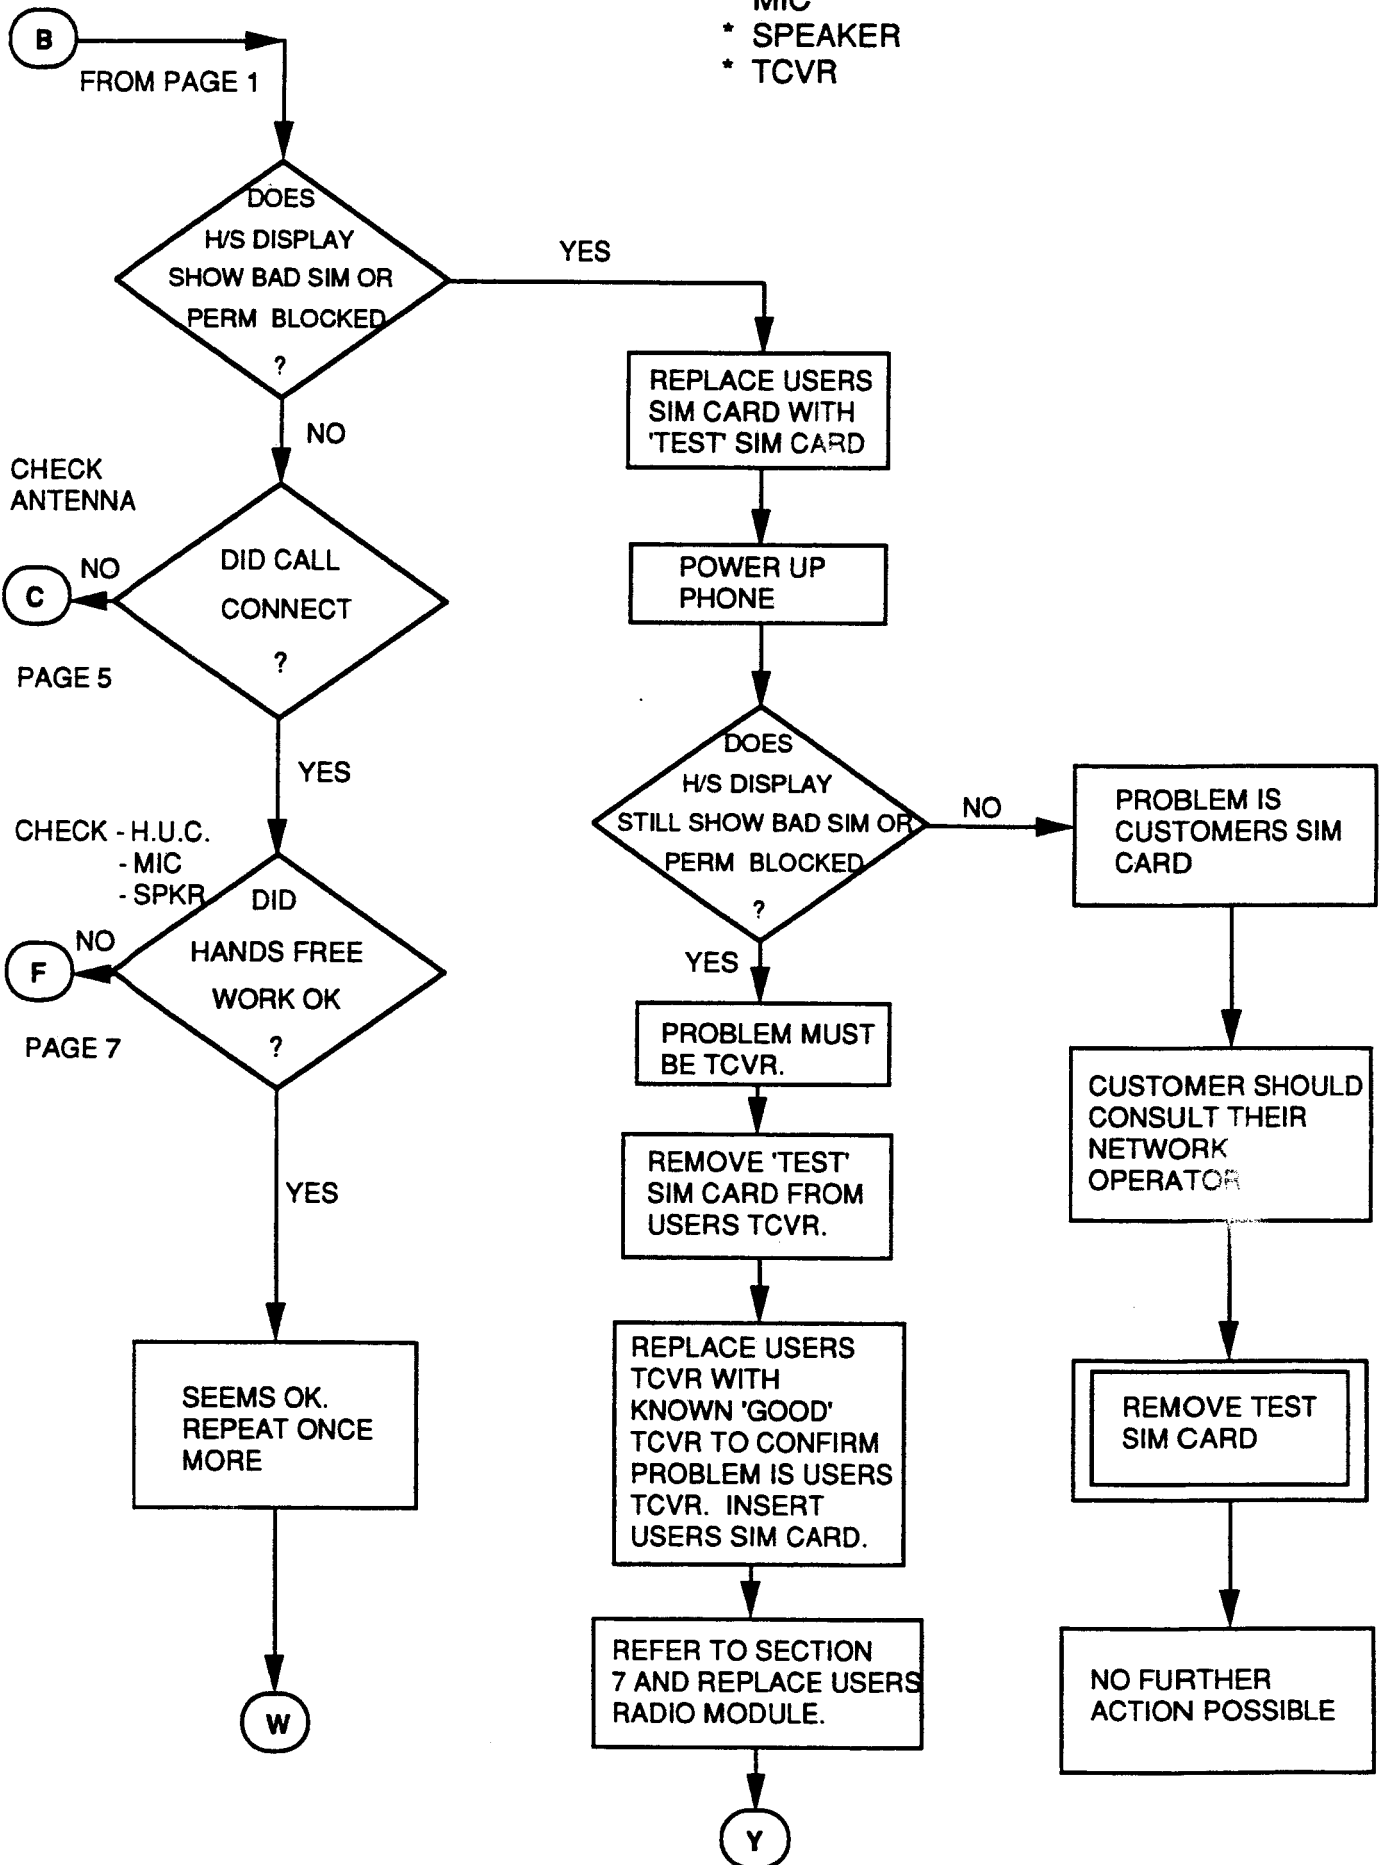 MIC
* SPEAKER
* TCVR
B
FROM PAGE 1
DOES
H/S DISPLAY
SHOW BAD SIM OR
PERM BLOCKED
?
YES
NO
REPLACE USERS
SIM CARD WITH
'TEST' SIM CARD
CHECK
ANTENNA
NO
C
PAGE 5
DID CALL
CONNECT
?
YES
POWER UP
PHONE
DOES
H/S DISPLAY
STILL SHOW BAD SIM OR
PERM BLOCKED
?
NO
YES
PROBLEM IS
CUSTOMERS SIM
CARD
CHECK - H.U.C.
- MIC
- SPKR
NO
F
PAGE 7
DID
HANDS FREE
WORK OK
?
YES
PROBLEM MUST
BE TCVR.
CUSTOMER SHOULD
CONSULT THEIR
NETWORK
OPERATOR
REMOVE 'TEST'
SIM CARD FROM
USERS TCVR.
SEEMS OK.
REPEAT ONCE
MORE
REPLACE USERS
TCVR WITH
KNOWN 'GOOD'
TCVR TO CONFIRM
PROBLEM IS USERS
TCVR. INSERT
USERS SIM CARD.
REMOVE TEST
SIM CARD
REFER TO SECTION
7 AND REPLACE USERS
RADIO MODULE.
NO FURTHER
ACTION POSSIBLE
W
Y